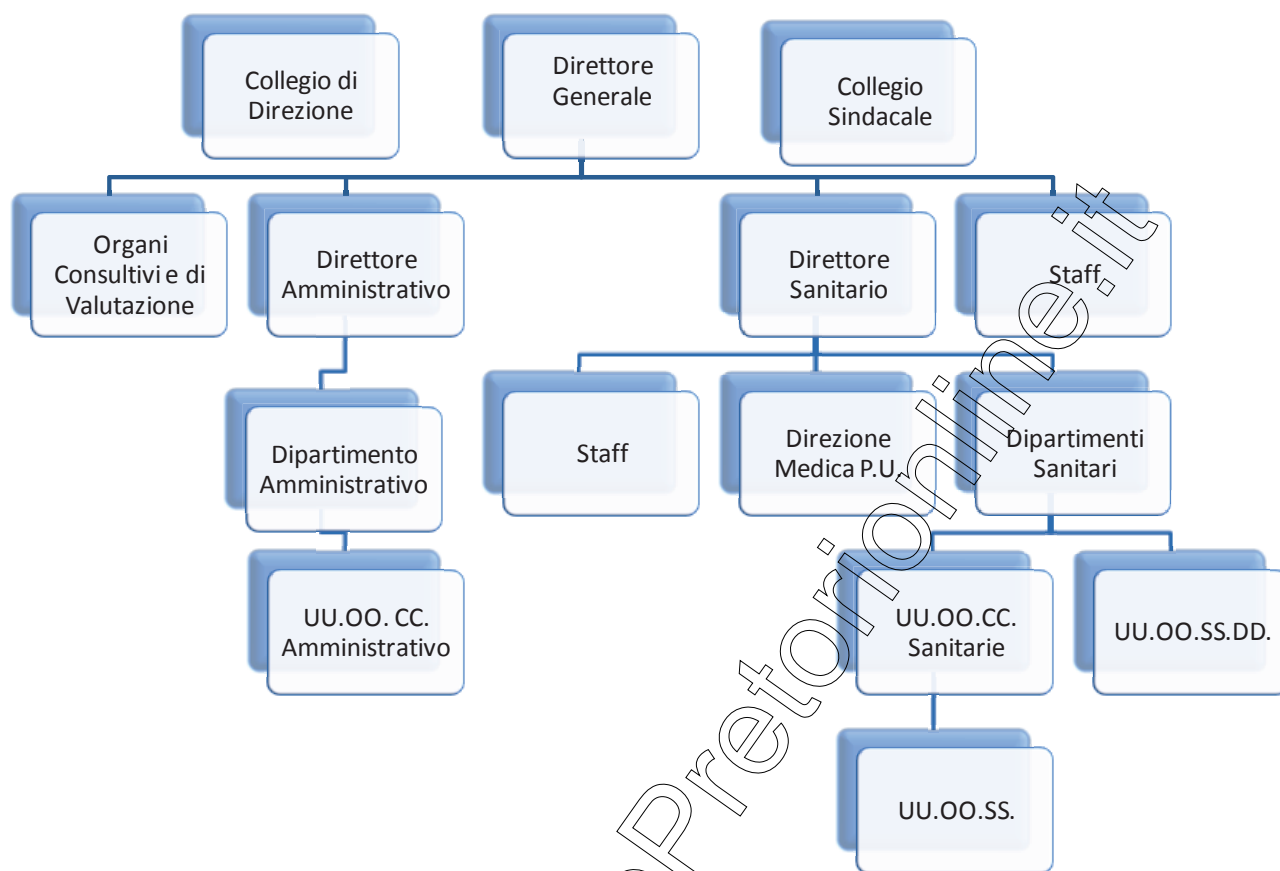 Collegio di
Direzione
Direttore
Generale
Collegio
Sindacale
Organi
Consultivi e di
Valutazione
Direttore
Amministrativo
Direttore
Sanitario
Staff
Dipartimento
Amministrativo
Staff
Direzione
Medica P.U.
Dipartimenti
Sanitari
UU.OO. CC.
Amministrativo
UU.OO.CC.
Sanitarie
UU.OO.SS.DD.
UU.OO.SS.
Pretorionline.it